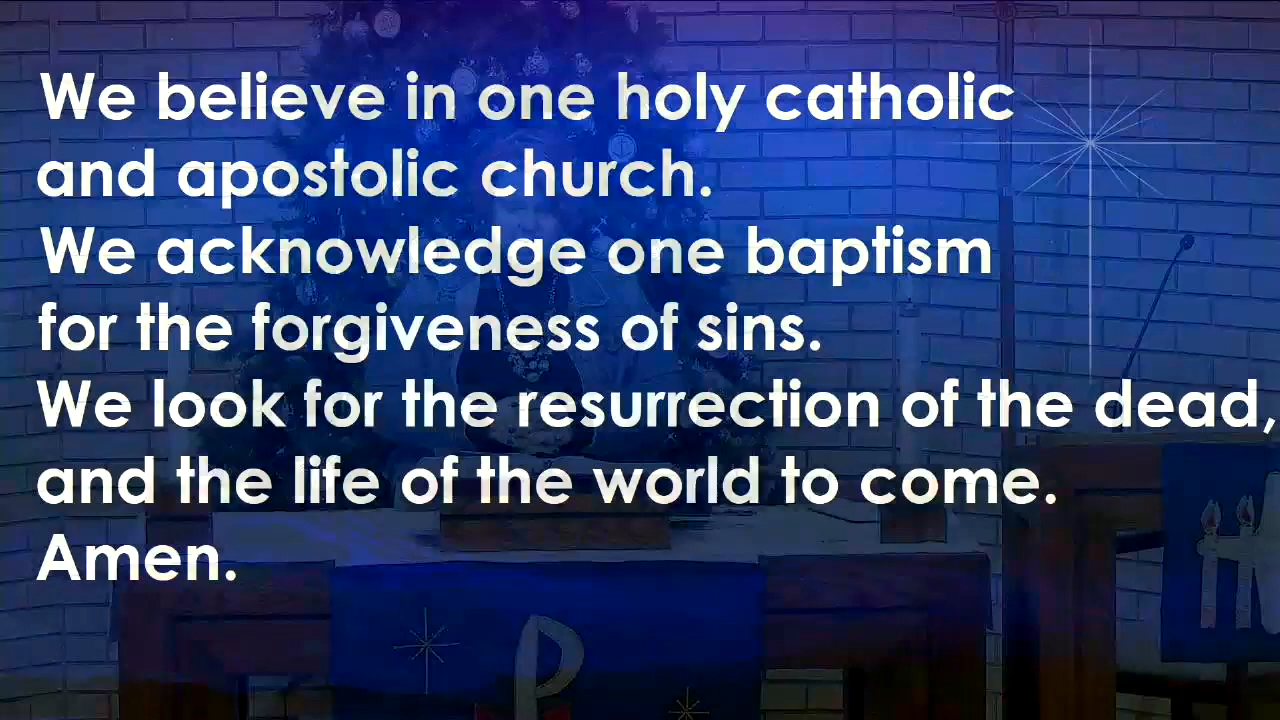 We believe in one holy catholic
and apostolic church.
We acknowledge one baptism
for the forgiveness of sins.
We look for the resurrection of the dead,
and the life of the world to come.
Amen.